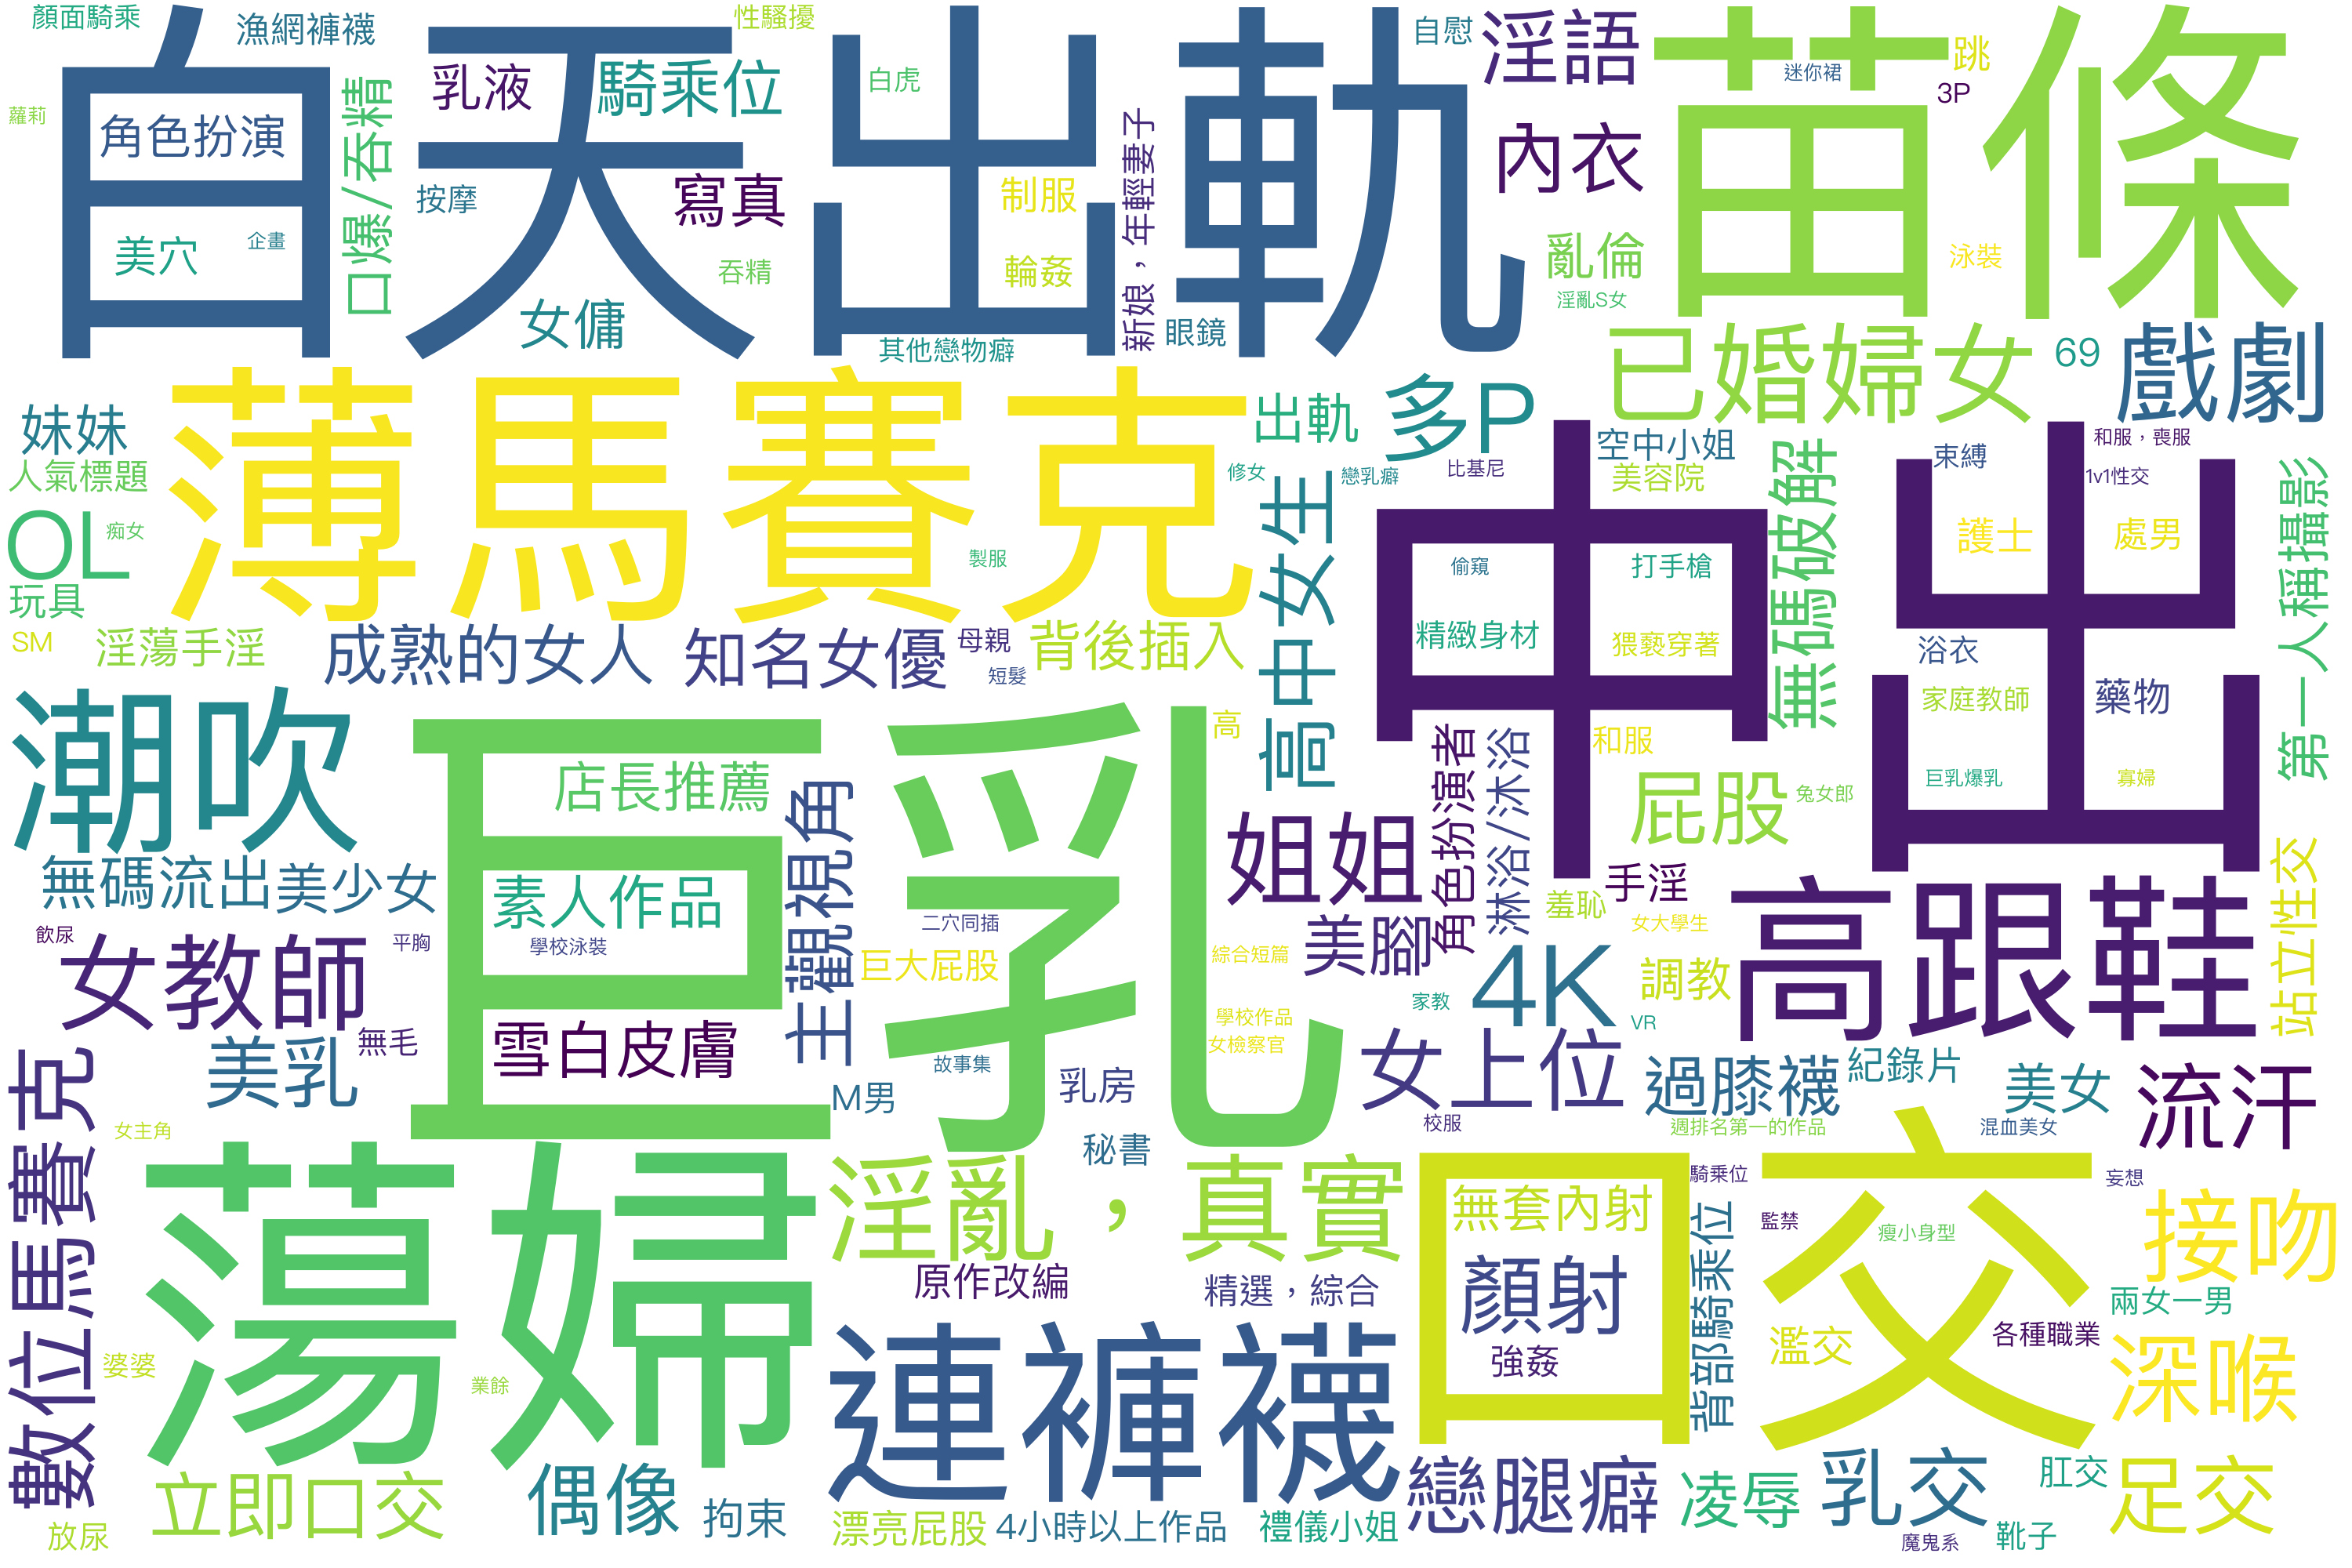 顏面騎乘
漁網褲襪
性騷擾
自慰
淫語
跳
迷你裙
3P
白天出軌
苗條
乳液
騎乘位
白虎
蘿莉
角色扮演
口爆/吞精
按摩
寫真
制服
新娘，年輕妻子
內衣
美穴
企畫
吞精
輪姦
亂倫
泳裝
淫亂S女
女傭
其他戀物癖
眼鏡
已婚婦女
69
戲劇
薄馬賽克
妹妹
出軌
多P
人氣標題
修女
戀乳癖
比基尼
空中小姐
美容院
無碼破解
束縛
和服，喪服
1v1性交
第一人稱攝影
OL
痴女
製服
高中女生
中出
護士
處男
玩具
偷窺
打手槍
SM
淫蕩手淫
成熟的女人
知名女優
母親
短髮
背後插入
精緻身材
猥褻穿著
浴衣
家庭教師
藥物
潮吹
巨乳
高
和服
角色扮演者
淋浴/沐浴
巨乳爆乳
寡婦
店長推薦
主觀視角
屁股
兔女郎
姐姐
無碼流出
美少女
素人作品
手淫
高跟鞋
站立性交
羞恥
女大學生
飲尿
女教師
平胸
學校泳裝
二穴同插
巨大屁股
綜合短篇
美腳
4K
調教
家教
VR
學校作品
女檢察官
雪白皮膚
美乳
無毛
故事集
M男
乳房
女上位
過膝襪
紀錄片
美女
流汗
數位馬賽克
女主角
秘書
校服
週排名第一的作品
混血美女
蕩婦
淫亂，真實
口交
無套內射
騎乘位
妄想
接吻
背部騎乘位
監禁
瘦小身型
原作改編
精選，綜合
顏射
兩女一男
強姦
濫交
各種職業
深喉
婆婆
業餘
連褲襪
立即口交
偶像
拘束
戀腿癖
凌辱
乳交
肛交
足交
放尿
漂亮屁股
4小時以上作品
禮儀小姐
魔鬼系
靴子